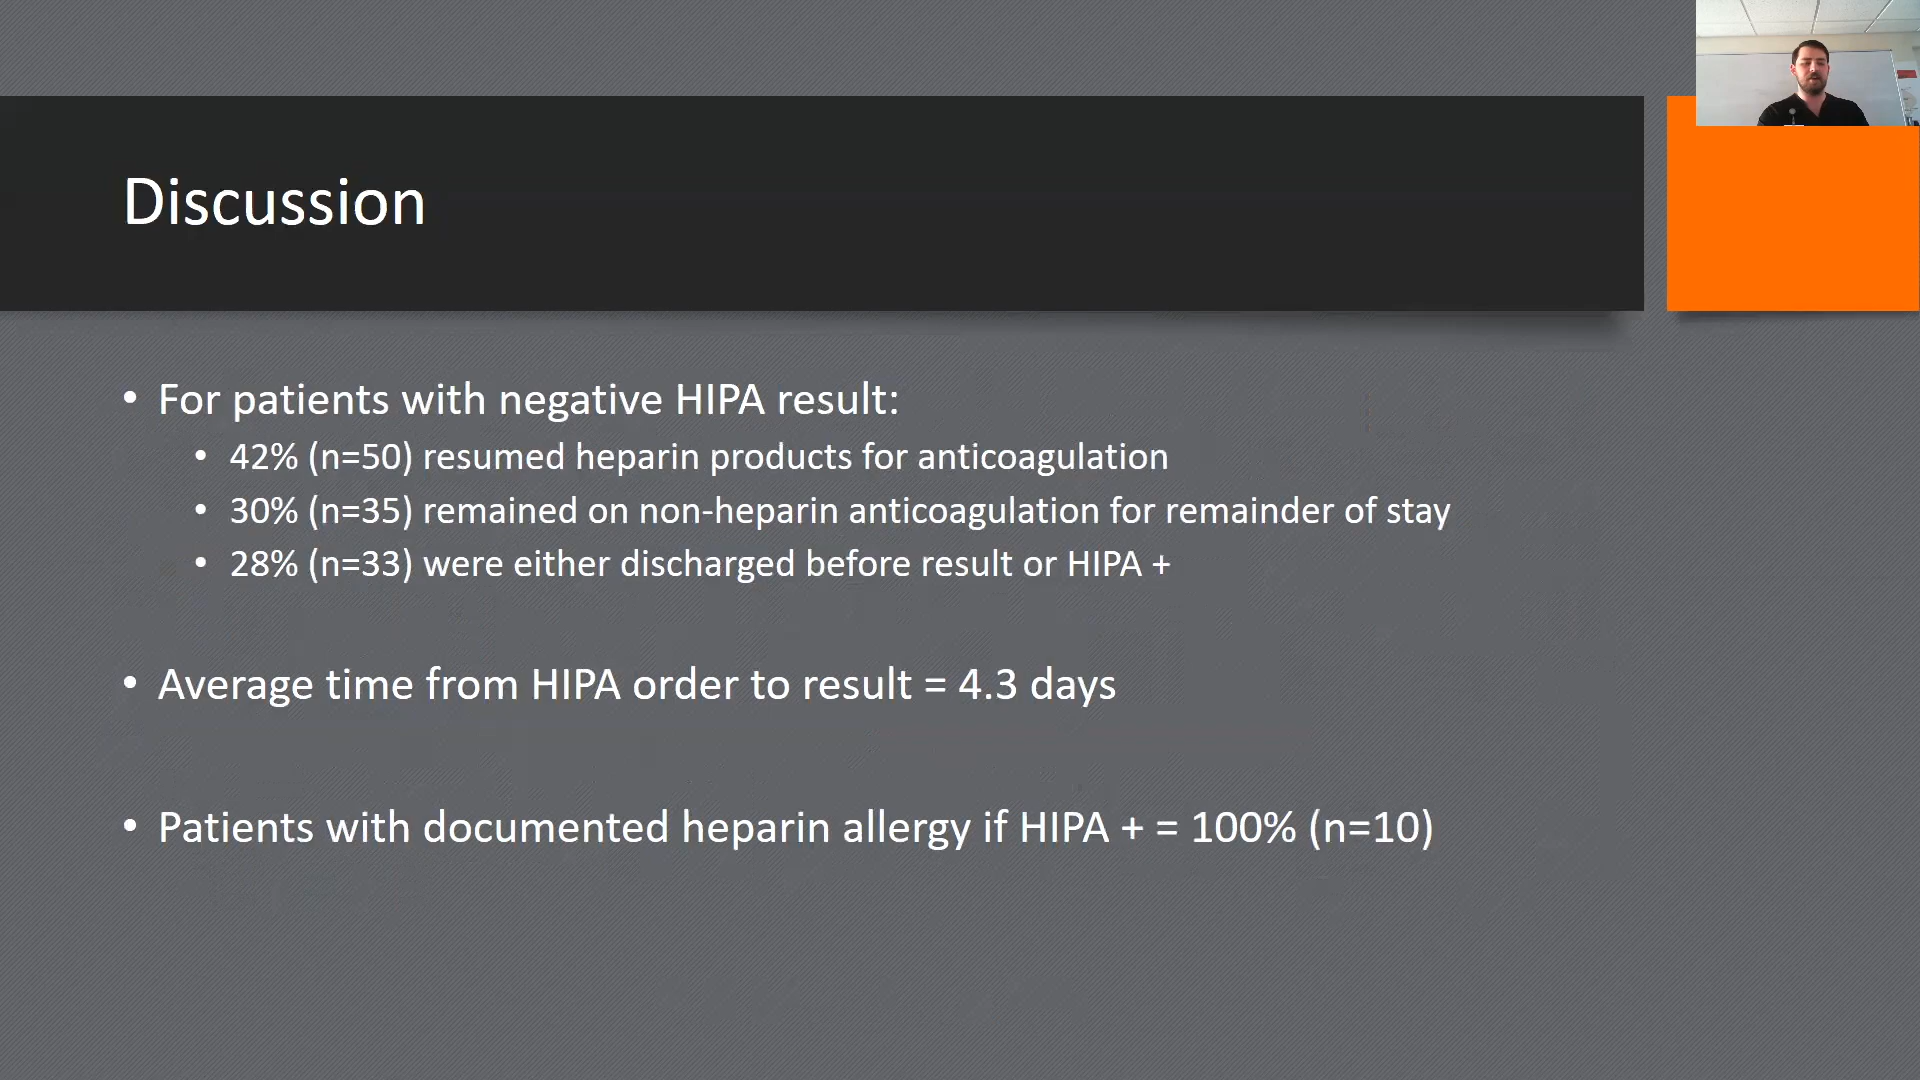 Discussion
• For patients with negative HIPA result:
• 42% (n=50) resumed heparin products for anticoagulation
• 30% (n=35) remained on non-heparin anticoagulation for remainder of stay
• 28% (n=33) were either discharged before result or HIPA +
• Average time from HIPA order to result = 4.3 days
• Patients with documented heparin allergy if HIPA + = 100% (n=10)